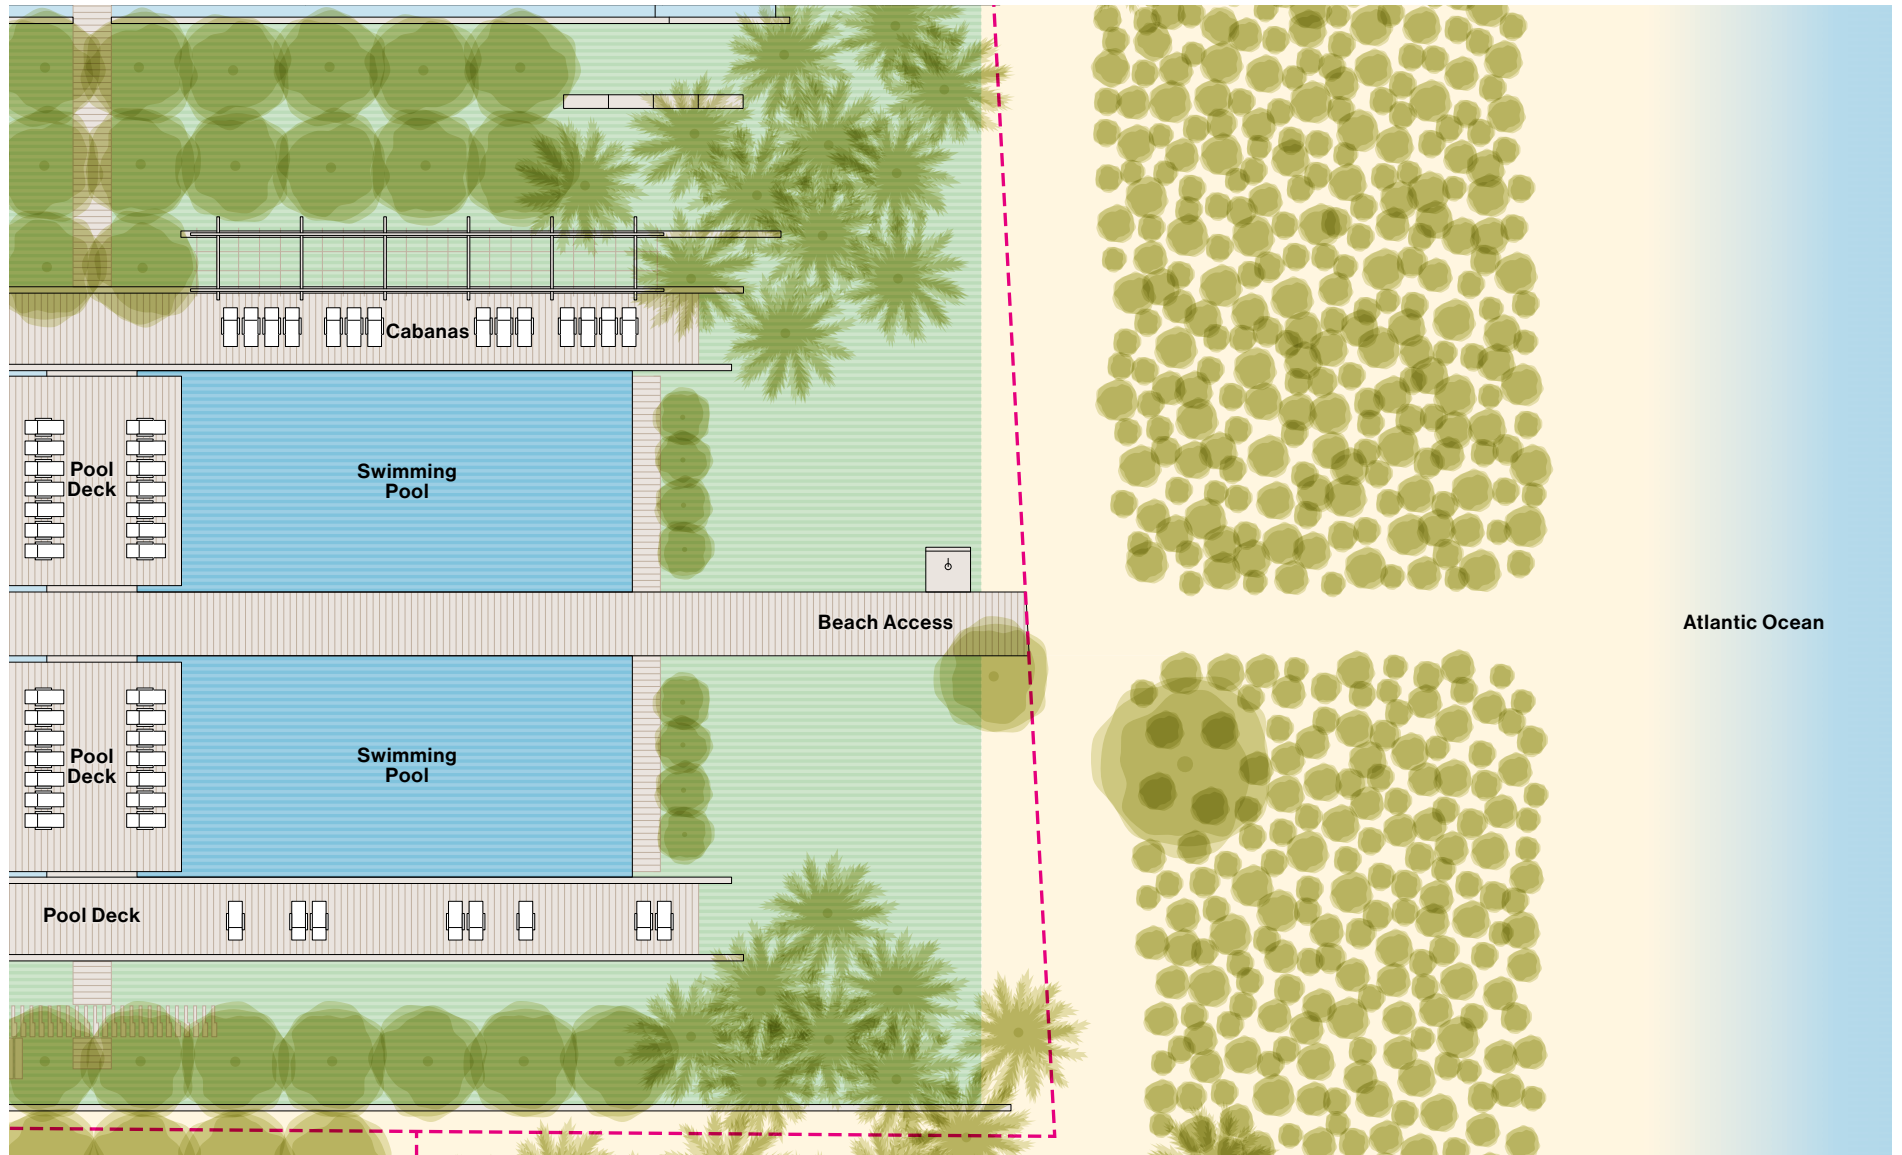 Cabanas
Pool
Deck
Swimming
Pool
Beach Access
Atlantic Ocean
Pool
Deck
Swimming
Pool
Pool Deck